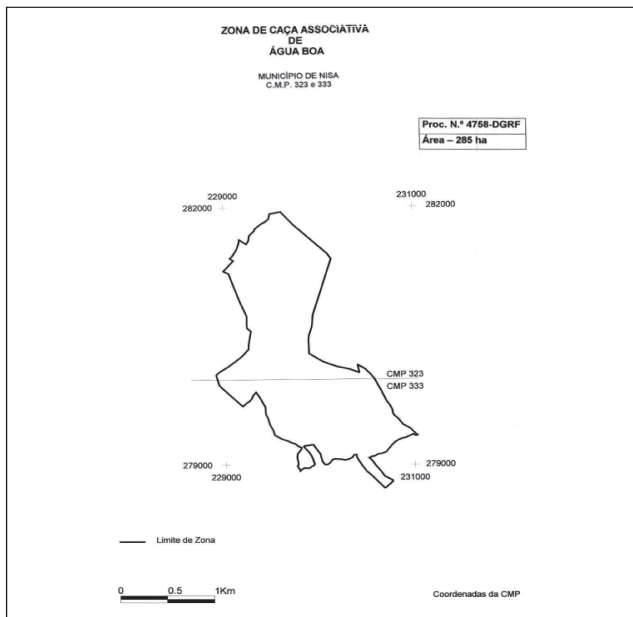 ZONA DE CAÇA ASSOCIATIVA
DE
ÁGUA BOA
MUNICÍPIO DE NISA
C.M.P. 323 e 333
Proc. N.º 4758-DGRF
Área – 285 ha
229000
231000
282000
282000
CMP 323
CMP 333
279000
279000
229000
231000
Limite de Zona
0 0.5 1Km
Coordenadas da CMP